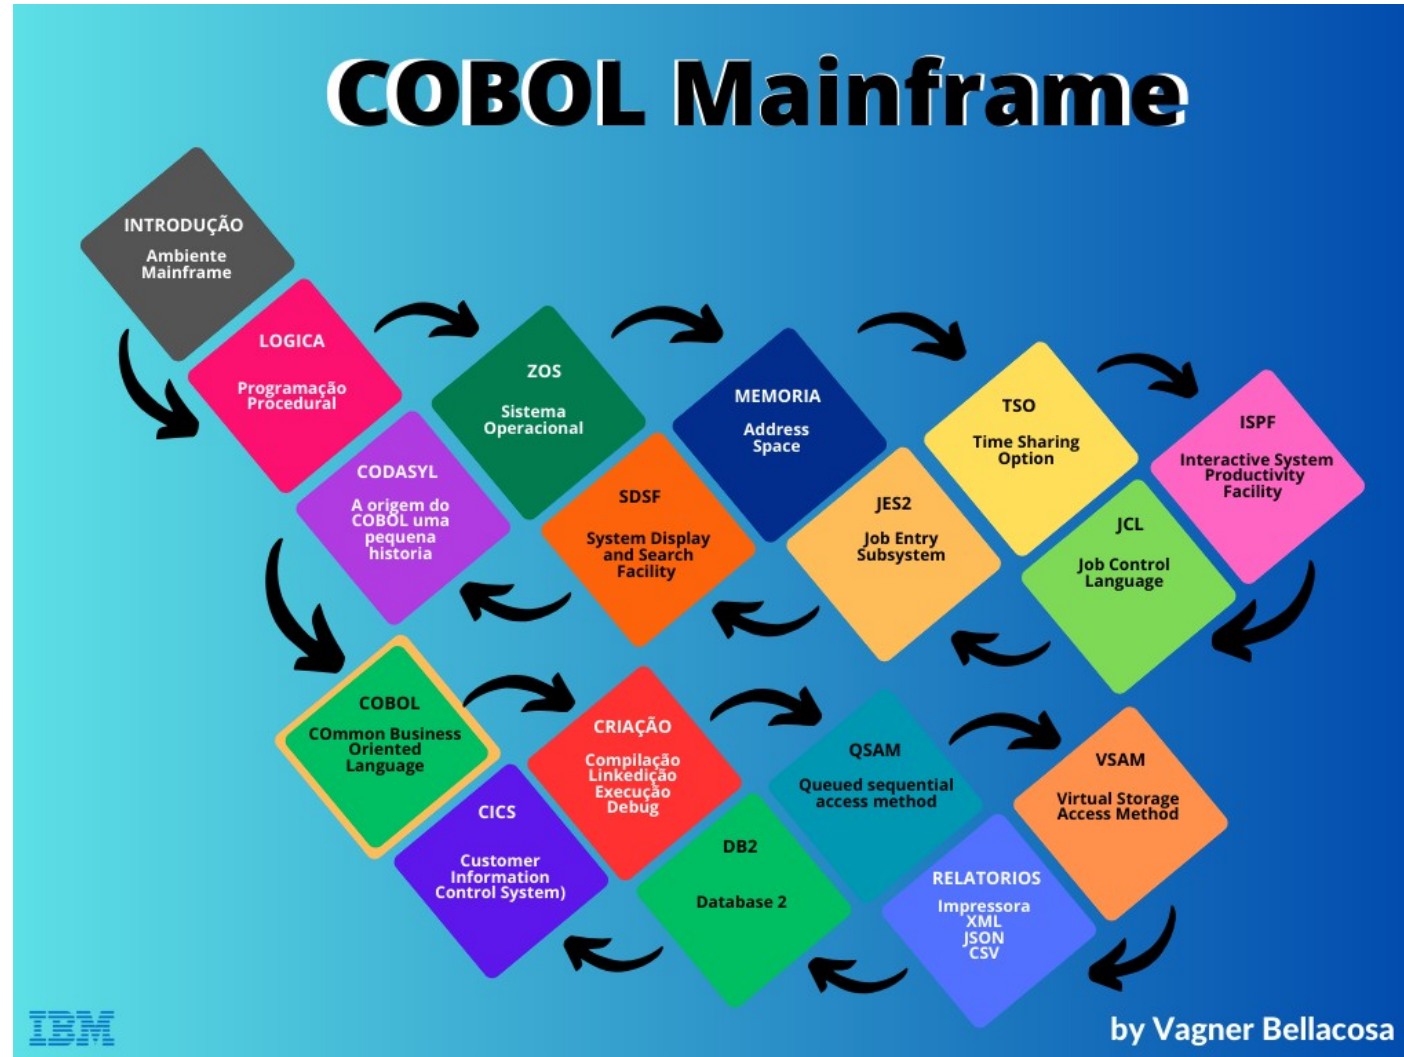 COBOL Mainframe
INTRODUÇÃO
Ambiente
Mainframe
LOGICA
Programação
Procedural
ZOS
Sistema
Operacional
MEMORIA
Address
Space
TSO
Time Sharing
Option
ISPF
Interactive System
Productivity
Facility
JCL
Job Control
Language
JES2
Job Entry
Subsystem
SDSF
System Display
and Search
Facility
CODASYL
A origem do
COBOL uma
pequena
historia
COBOL
COmmon Business
Oriented
Language
CRIAÇÃO
Compilação
Linkedição
Execução
Debug
QSAM
Queued sequential
access method
VSAM
Virtual Storage
Access Method
RELATORIOS
Impressora
XML
JSON
CSV
DB2
Database 2
CICS
Customer
Information
Control System)
IBM
by Vagner Bellacosa